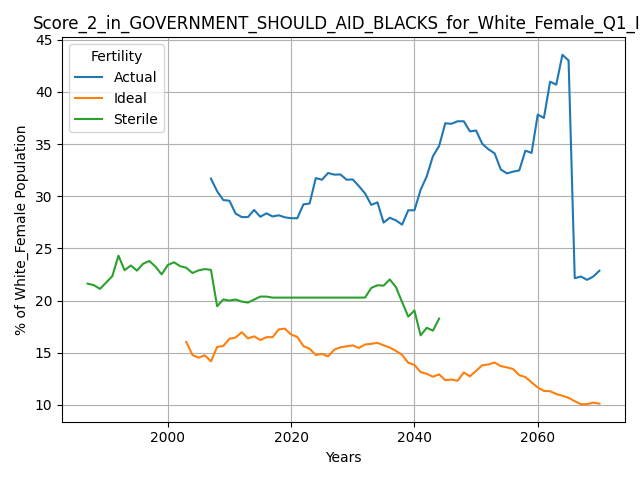 Score_2_in_GOVERNMENT_SHOULD_AID_BLACKS_for_White_Female_Q1_I
Fertility
Actual
Ideal
Sterile
% of White_Female Population
45
40
35
30
25
20
15
10
2000
2020
2040
2060
Years